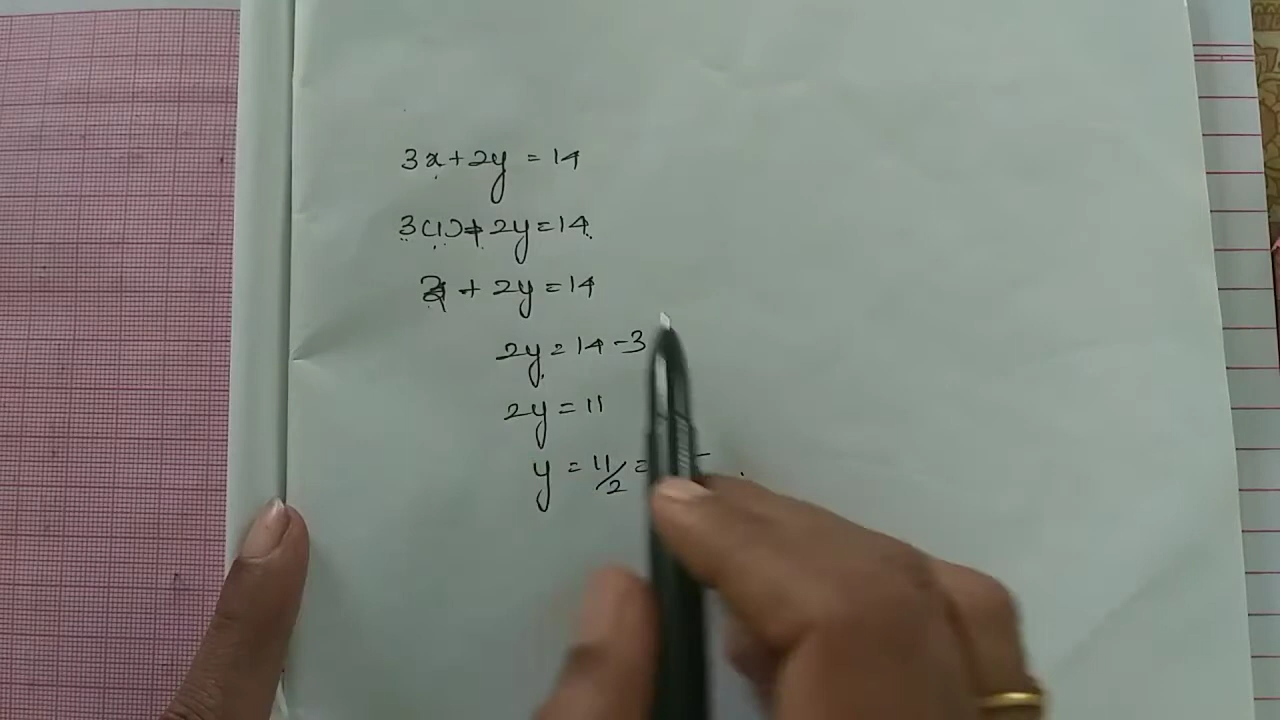 3x+2y = 14
3(1)+2y=14
3 + 2y = 14
2y = 14 - 3
2y = 11
y = 11/2 =